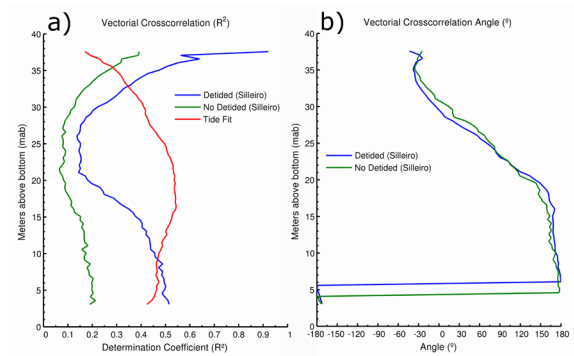 a)
Vectorial Crosscorrelation (R²)
Meters above bottom (mab)
40
35
30
25
20
15
10
5
0
Detided (Silleiro)
No Detided (Silleiro)
Tide Fit
0 0.1 0.2 0.3 0.4 0.5 0.6 0.7 0.8 0.9 1
Determination Coefficient (R²)
b)
Vectorial Crosscorrelation Angle (º)
Meters above bottom (mab)
40
35
30
25
20
15
10
5
0
Detided (Silleiro)
No Detided (Silleiro)
-180 -150 -120 -90 -60 -30 0 30 60 90 120 150 180
Angle (º)